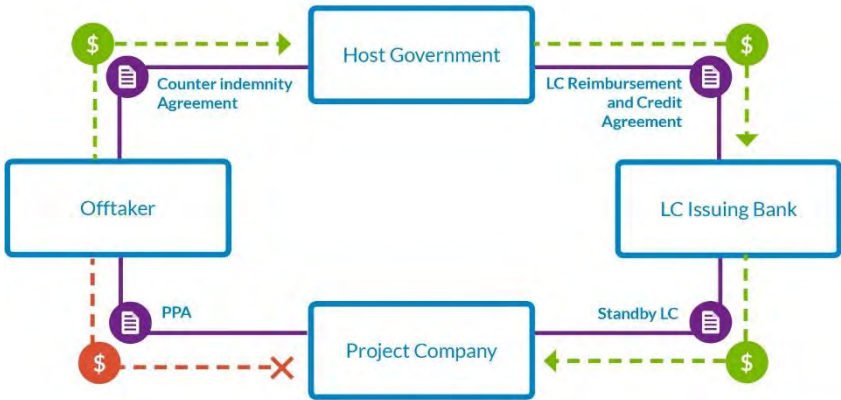 $
$
Host Government
Counter indemnity
Agreement
LC Reimbursement
and Credit
Agreement
Offtaker
LC Issuing Bank
PPA
Standby LC
Project Company
$
$